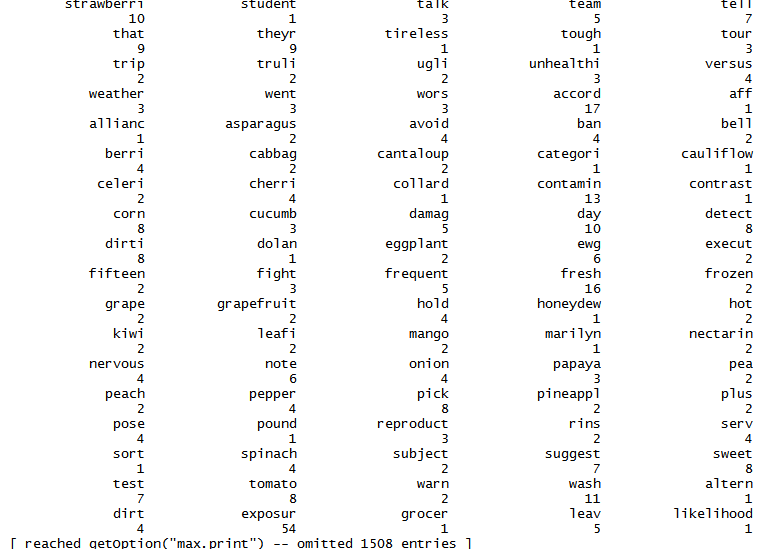 strawberri student talk team tell
10 1 3 5 7
that theyr tireless tough tour
9 9 1 1 3
trip truli ugli unhealthi versus
2 2 2 3 4
weather went wors accord aff
3 3 3 17 1
allianc asparagus avoid ban bell
1 2 4 4 2
berri cabbag cantaloup categori cauliflow
4 2 2 1 1
celeri cherri collard contamin contrast
2 4 1 13 1
corn cucumb damag day detect
8 3 5 10 8
dirti dolan eggplant ewg execut
8 1 2 6 2
fifteen fight frequent fresh frozen
2 3 5 16 2
grape grapefruit hold honeydew hot
2 2 4 1 2
kiwi leafi mango marilyn nectarin
2 2 2 1 2
nervous note onion papaya pea
4 6 4 3 2
peach pepper pick pineappl plus
2 4 8 2 2
pose pound reproduct rins serv
4 1 3 2 4
sort spinach subject suggest sweet
1 4 2 7 8
test tomato warn wash altern
7 8 2 11 1
dirt exposur grocer leav likelihood
4 54 1 5 1
[ reached getOption("max.print") -- omitted 1508 entries ]